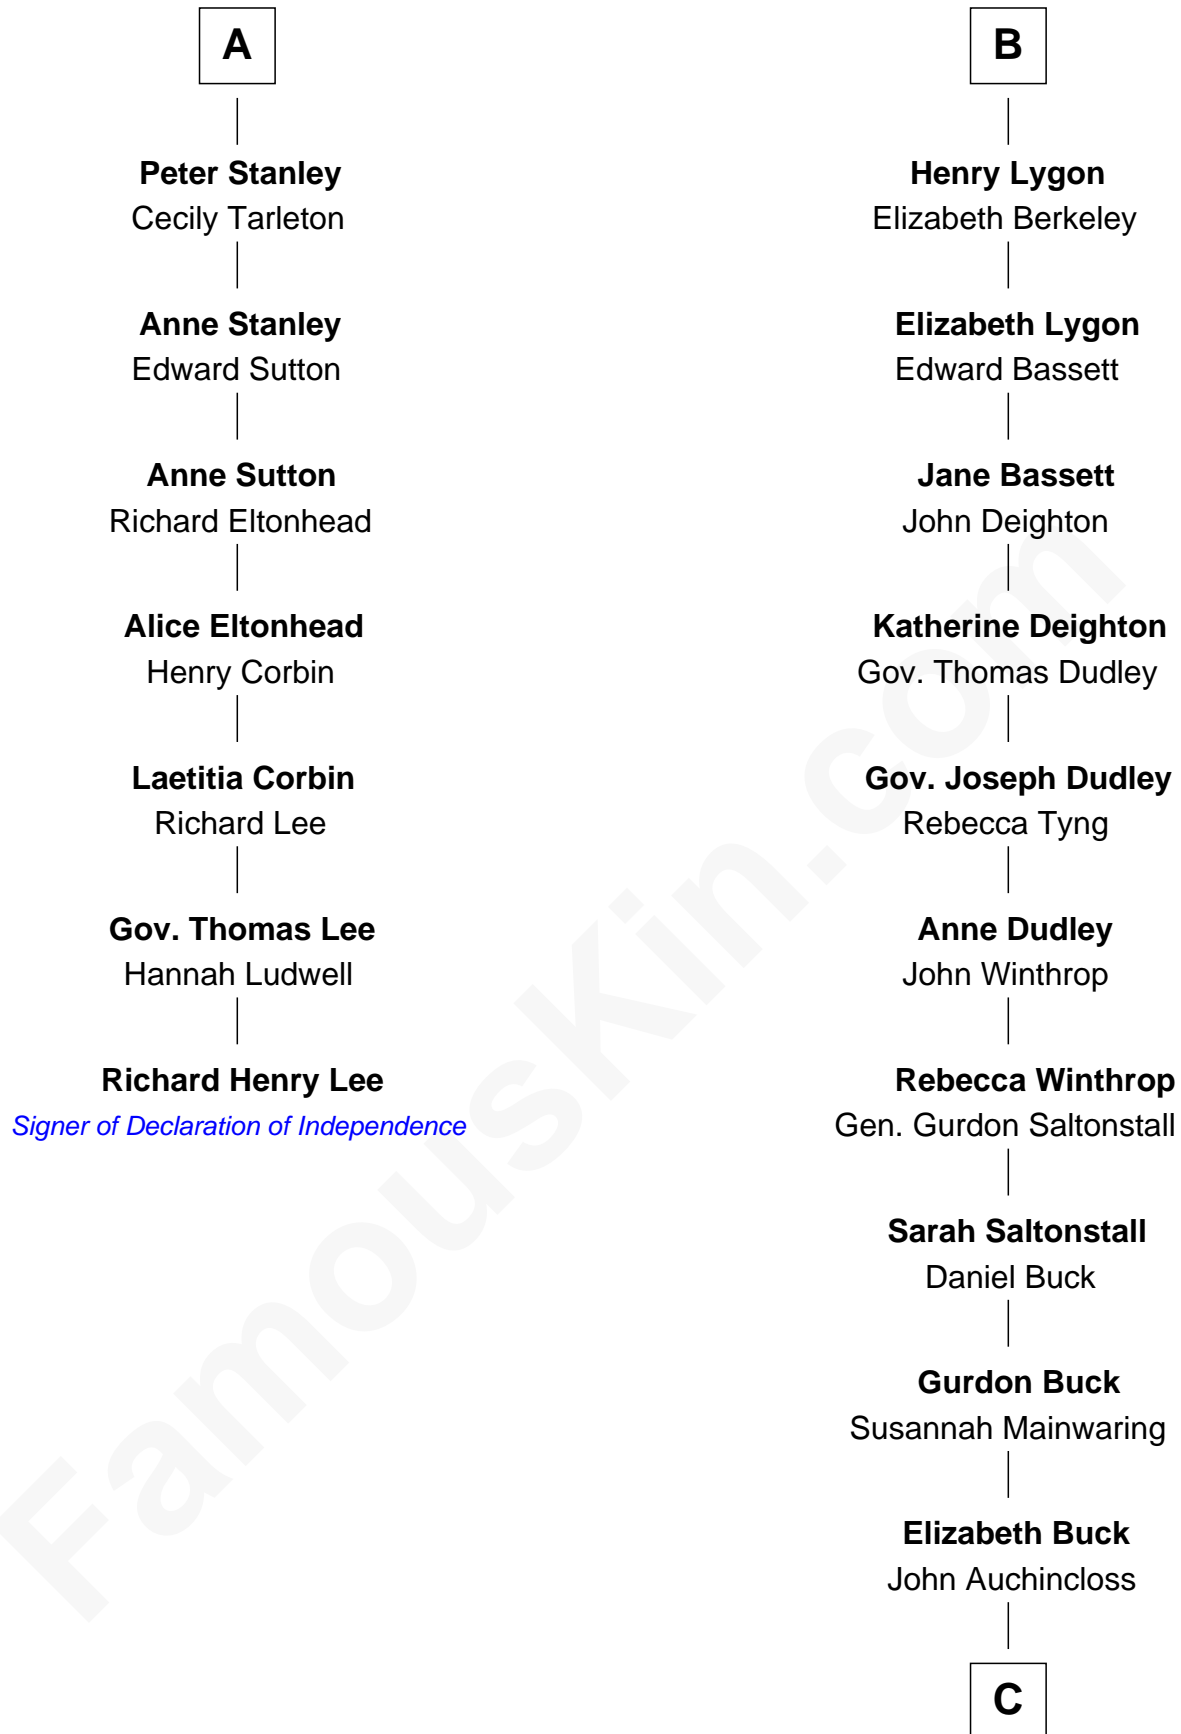 A
Peter Stanley
Cecily Tarleton
Anne Stanley
Edward Sutton
Anne Sutton
Richard Eltonhead
Alice Eltonhead
Henry Corbin
Laetitia Corbin
Richard Lee
Gov. Thomas Lee
Hannah Ludwell
Richard Henry Lee
Signer of Declaration of Independence
B
Henry Lygon
Elizabeth Berkeley
Elizabeth Lygon
Edward Bassett
Jane Bassett
John Deighton
Katherine Deighton
Gov. Thomas Dudley
Gov. Joseph Dudley
Rebecca Tyng
Anne Dudley
John Winthrop
Rebecca Winthrop
Gen. Gurdon Saltonstall
Sarah Saltonstall
Daniel Buck
Gurdon Buck
Susannah Mainwaring
Elizabeth Buck
John Auchincloss
C
FamousKin.com